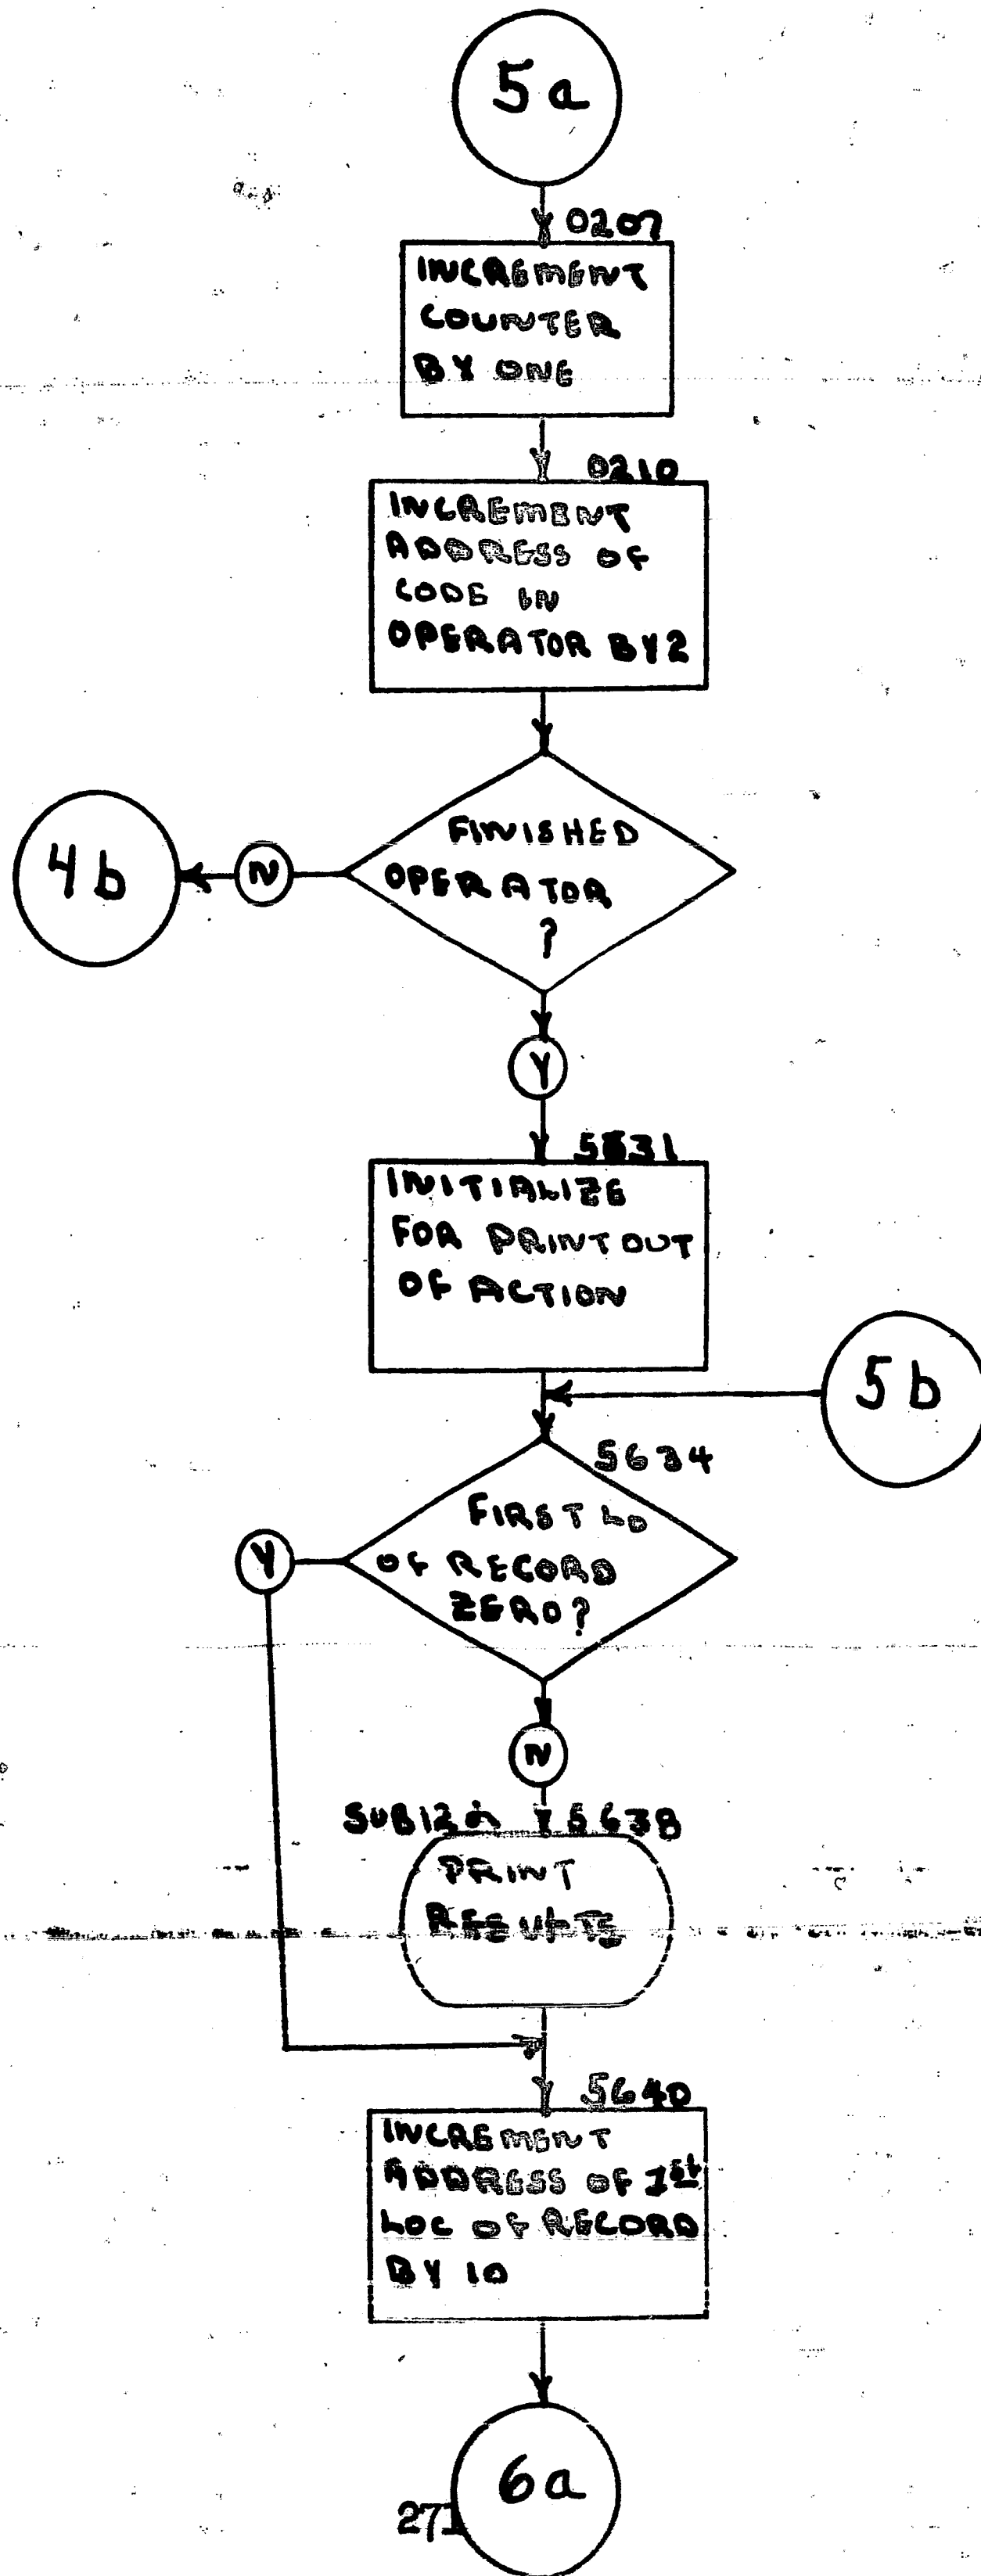 5a
0207
INCREMENT
COUNTER
BY ONE
0210
INCREMENT
ADDRESS OF
CODE IN
OPERATOR BY 2
FINISHED
OPERATOR
?
N
4b
Y
5631
INITIALIZE
FOR PRINTOUT
OF ACTION
5b
5634
FIRST LO
OF RECORD
ZERO?
Y
N
5638
PRINT
RESULTS
5640
INCREMENT
ADDRESS OF 1st
LOC OF RECORD
BY 10
6a
271